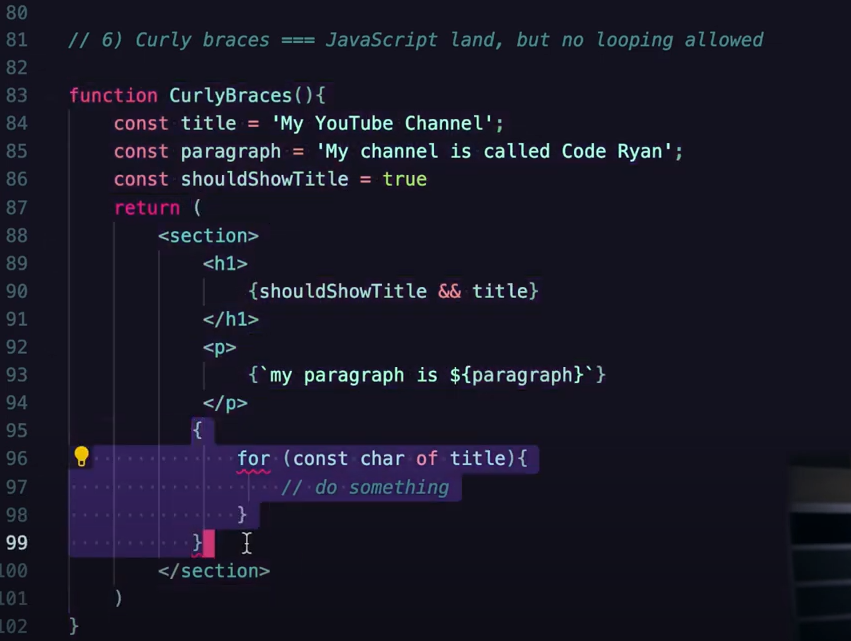 80
81 // 6) Curly braces === JavaScript land, but no looping allowed
82
83 function CurlyBraces(){
84 const title = 'My YouTube Channel';
85 const paragraph = 'My channel is called Code Ryan';
86 const shouldShowTitle = true
87 return (
88 <section>
89 <h1>
90 {shouldShowTitle && title}
91 </h1>
92 <p>
93 {`my paragraph is ${paragraph}`}
94 </p>
95 {
96 for (const char of title){
97 // do something
98 }
99 }
100 </section>
101 )
102 }